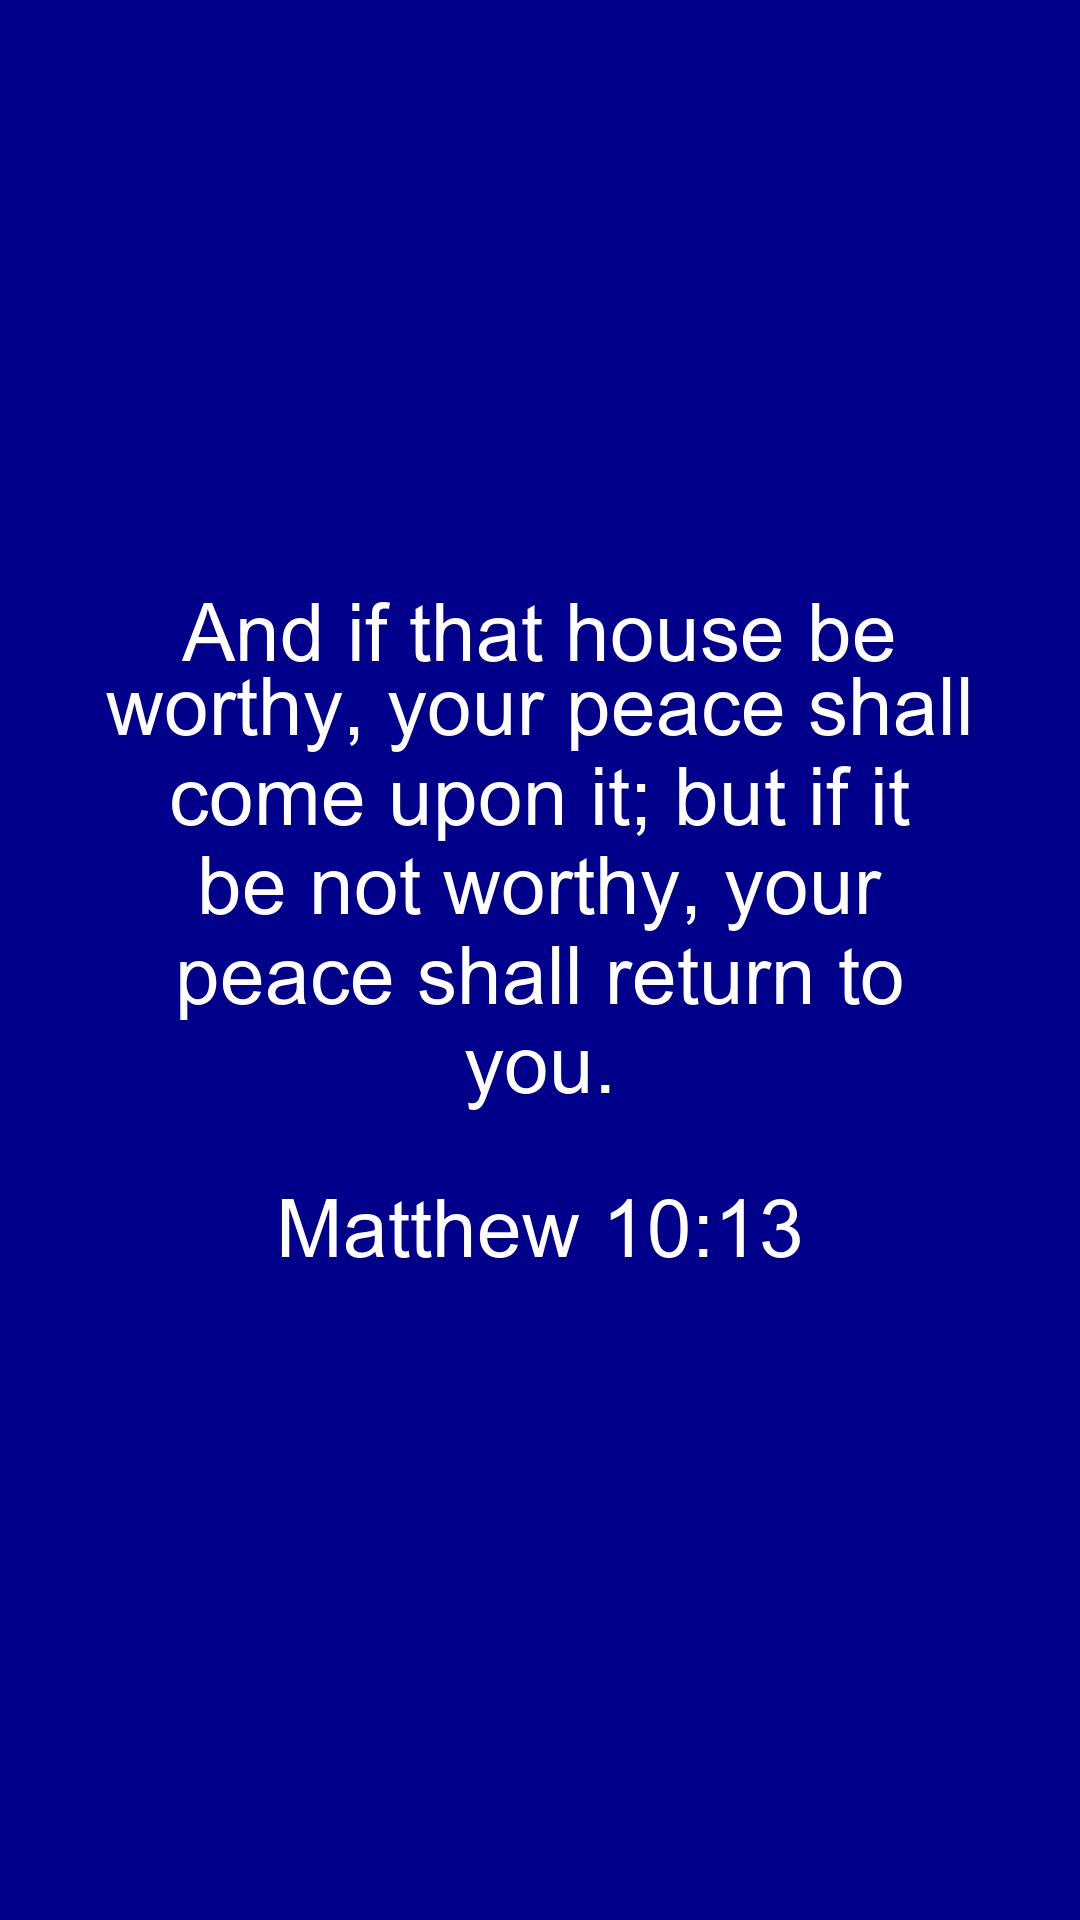 And if that house be
worthy, your peace shall
come upon it; but if it
be not worthy, your
peace shall return to
you.
Matthew 10:13